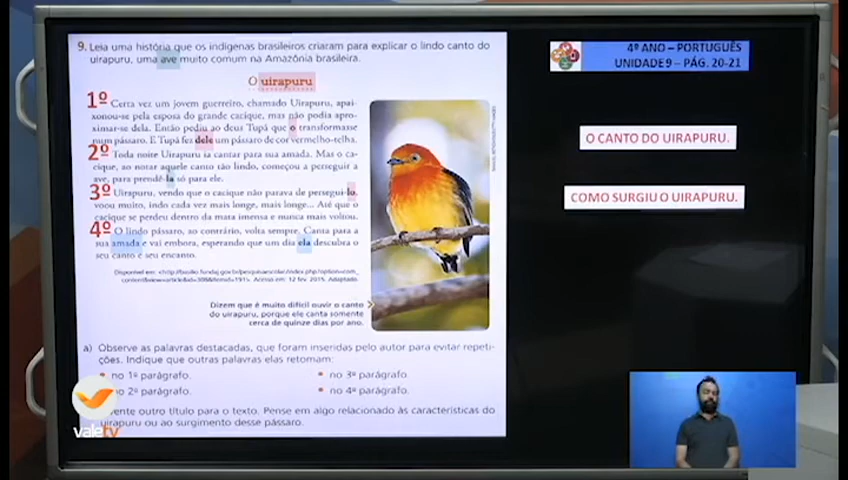 9. Leia uma história que os indígenas brasileiros criaram para explicar o lindo canto do
uirapuru, uma ave muito comum na Amazônia brasileira.
O uirapuru
1º Certa vez um jovem guerreiro, chamado Uirapuru, apai-
xonou-se pela esposa do grande cacique, mas não podia apro-
ximar-se dela. Então pediu ao deus Tupã que o transformasse
num pássaro. E Tupã fez dele um pássaro de cor vermelho-telha.
2º Toda noite Uirapuru ia cantar para sua amada. Mas o ca-
cique, ao notar aquele canto tão lindo, começou a perseguir a
ave, para prendê-la só para ele.
3º Uirapuru, vendo que o cacique não parava de persegui-lo,
voou muito, indo cada vez mais longe, mais longe... Até que o
cacique se perdeu dentro da mata imensa e nunca mais voltou.
4º O lindo pássaro, ao contrário, volta sempre. Canta para a
sua amada e vai embora, esperando que um dia ela descubra o
seu canto e seu encanto.
Acesso em: 12 fev. 2015. Adaptado.
Dizem que é muito difícil ouvir o canto
do uirapuru, porque ele canta somente
cerca de quinze dias por ano.
a) Observe as palavras destacadas, que foram inseridas pelo autor para evitar repeti-
ções. Indique que outras palavras elas retomam:
• no 1º parágrafo.
• no 3º parágrafo.
no 2º parágrafo.
• no 4º parágrafo.
vente outro título para o texto. Pense em algo relacionado às características do
uirapuru ou ao surgimento desse pássaro.
4º ANO – PORTUGUÊS
UNIDADE 9 – PÁG. 20-21
O CANTO DO UIRAPURU.
COMO SURGIU O UIRAPURU.
vale tv